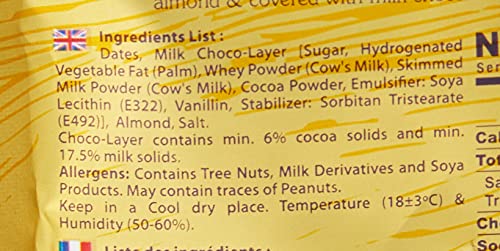 almond & covered with milk choco
Ingredients List :
Dates, Milk Choco-Layer [Sugar, Hydrogenated
Vegetable Fat (Palm), Whey Powder (Cow's Milk), Skimmed
Milk Powder (Cow's Milk), Cocoa Powder, Emulsifier: Soya
Lecithin (E322), Vanillin, Stabilizer: Sorbitan Tristearate
(E492)], Almond, Salt.
Choco-Layer contains min. 6% cocoa solids and min.
17.5% milk solids.
Allergens: Contains Tree Nuts, Milk Derivatives and Soya
Products. May contain traces of Peanuts.
Keep in a Cool dry place. Temperature (18±3°C) &
Humidity (50-60%).
Liste des ingrédients :
N
Ser
Cal
Tot
S
T
Ch
So